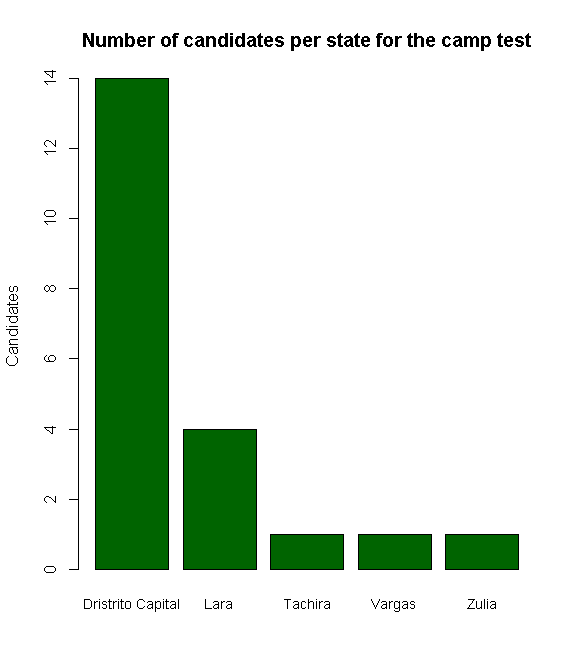 Number of candidates per state for the camp test
Candidates
14
12
10
8
6
4
2
0
Dristrito Capital
Lara
Tachira
Vargas
Zulia